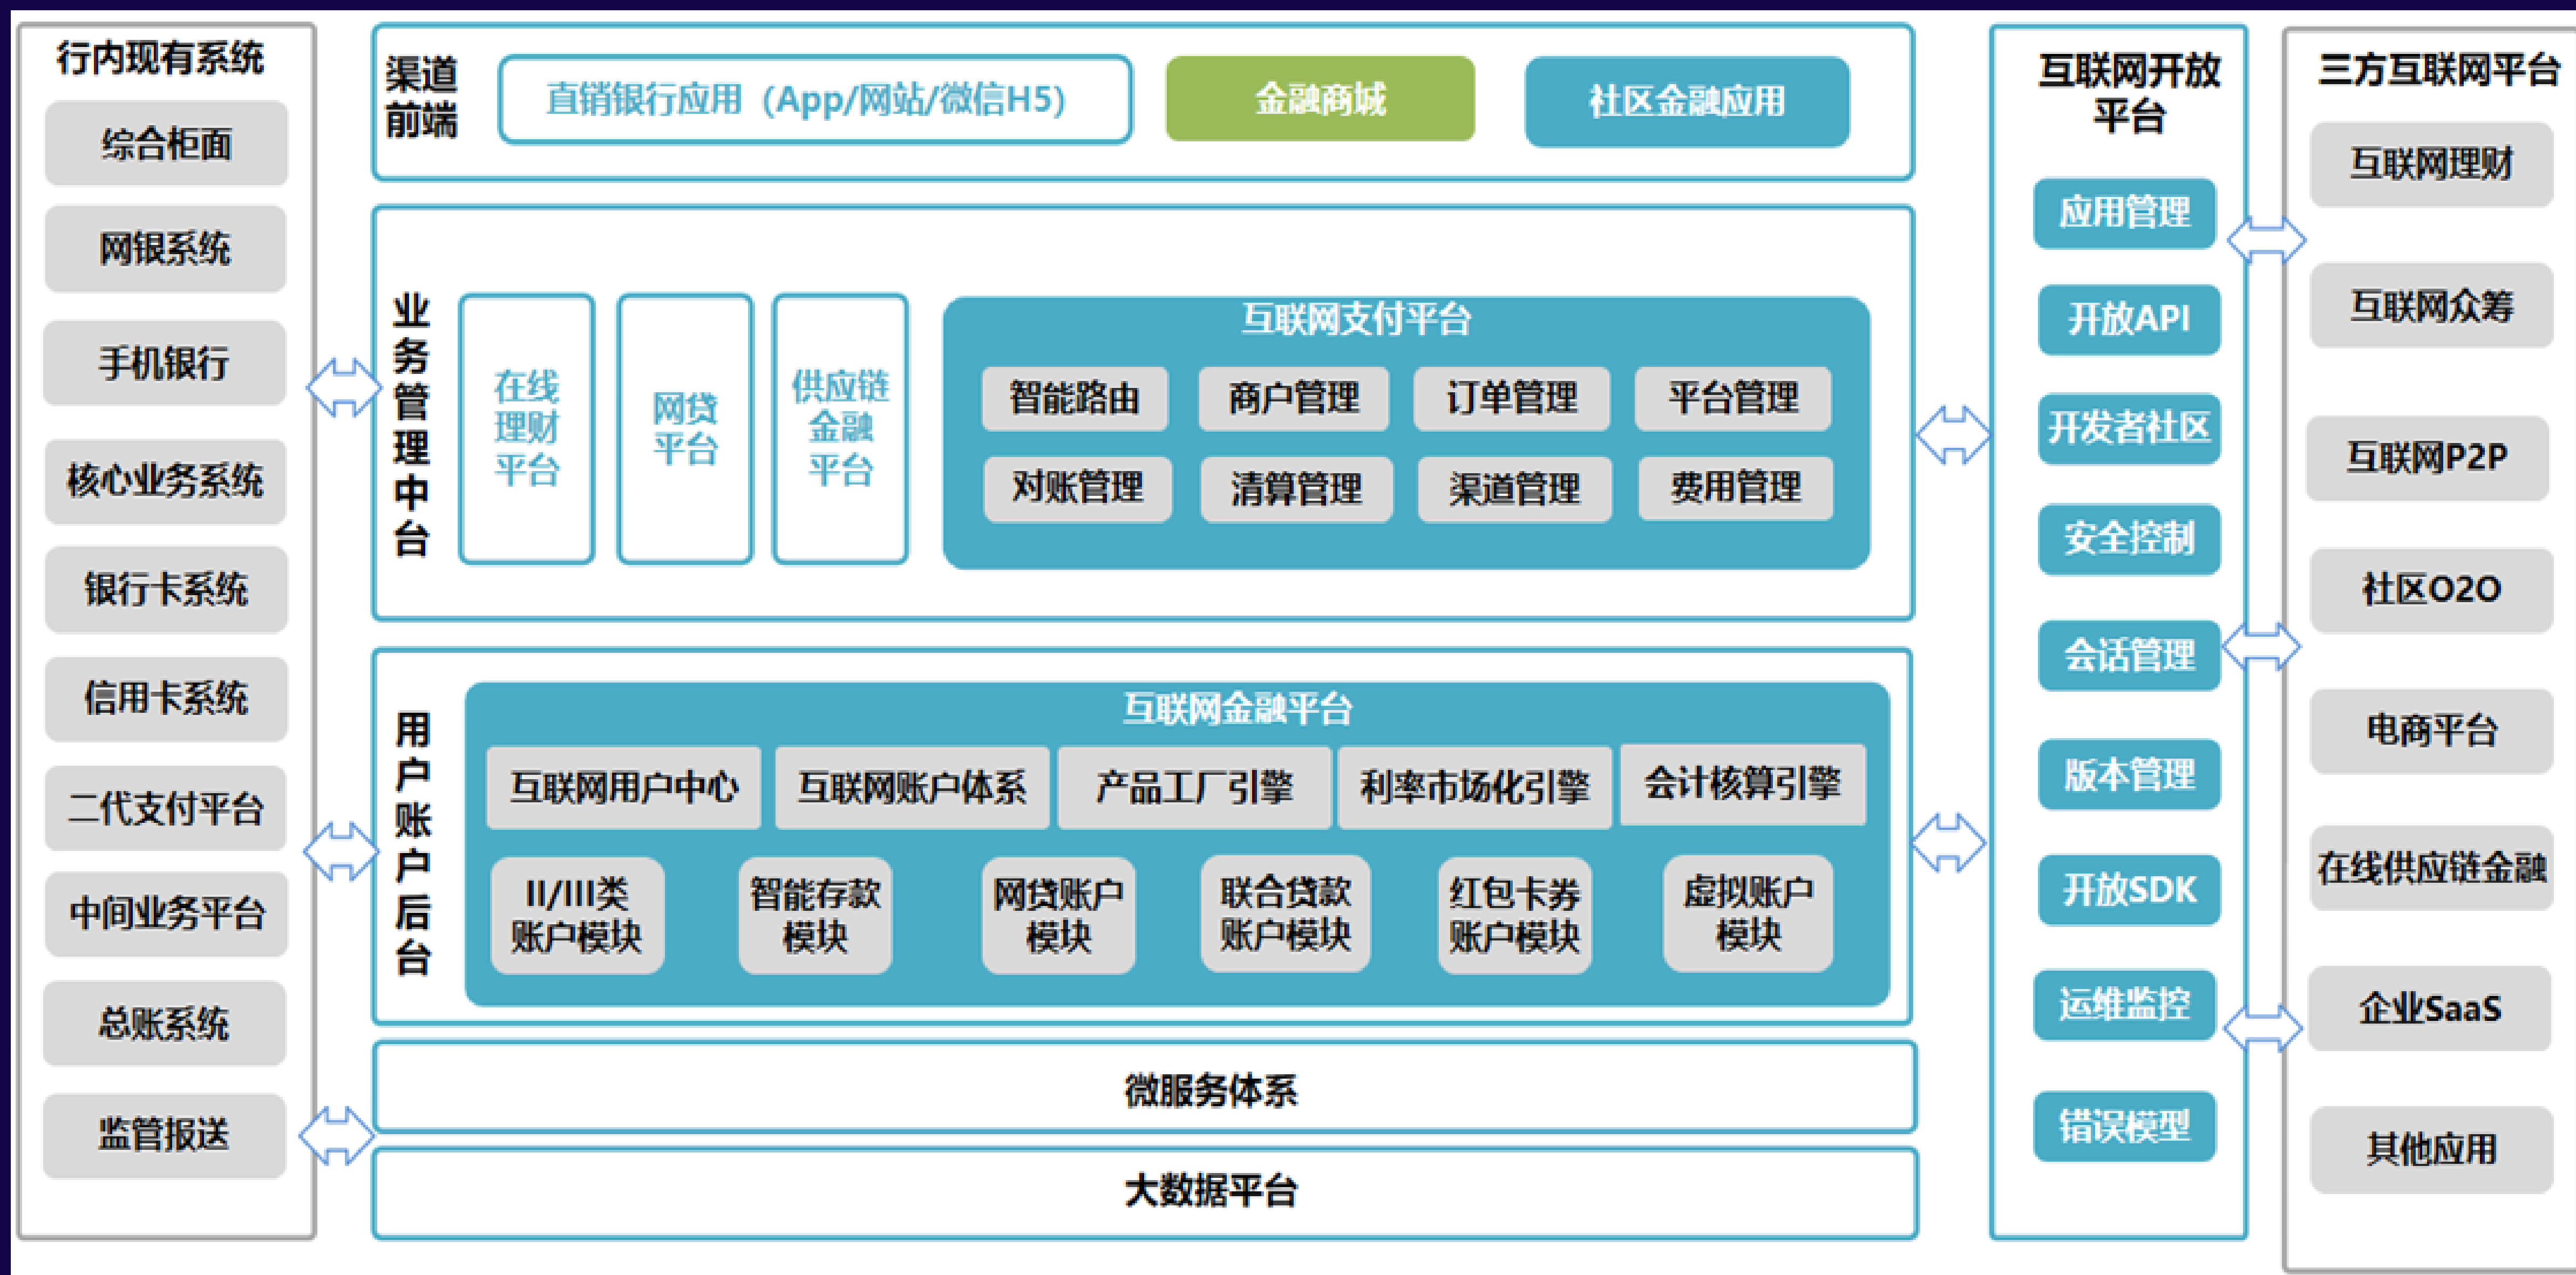 行内现有系统
综合柜面
网银系统
手机银行
核心业务系统
银行卡系统
信用卡系统
二代支付平台
中间业务平台
总账系统
监管报送
渠道
前端
直销银行应用（App/网站/微信H5）
金融商城
社区金融应用
业务管理中台
在线
理财
平台
网贷
平台
供应链
金融
平台
互联网支付平台
智能路由
商户管理
订单管理
平台管理
对账管理
清算管理
渠道管理
费用管理
用户账户后台
互联网金融平台
互联网用户中心
互联网账户体系
产品工厂引擎
利率市场化引擎
会计核算引擎
II/III类
账户模块
智能存款
模块
网贷账户
模块
联合贷款
账户模块
红包卡券
账户模块
虚拟账户
模块
微服务体系
大数据平台
互联网开放
平台
应用管理
开放API
开发者社区
安全控制
会话管理
版本管理
开放SDK
运维监控
错误模型
三方互联网平台
互联网理财
互联网众筹
互联网P2P
社区O2O
电商平台
在线供应链金融
企业SaaS
其他应用